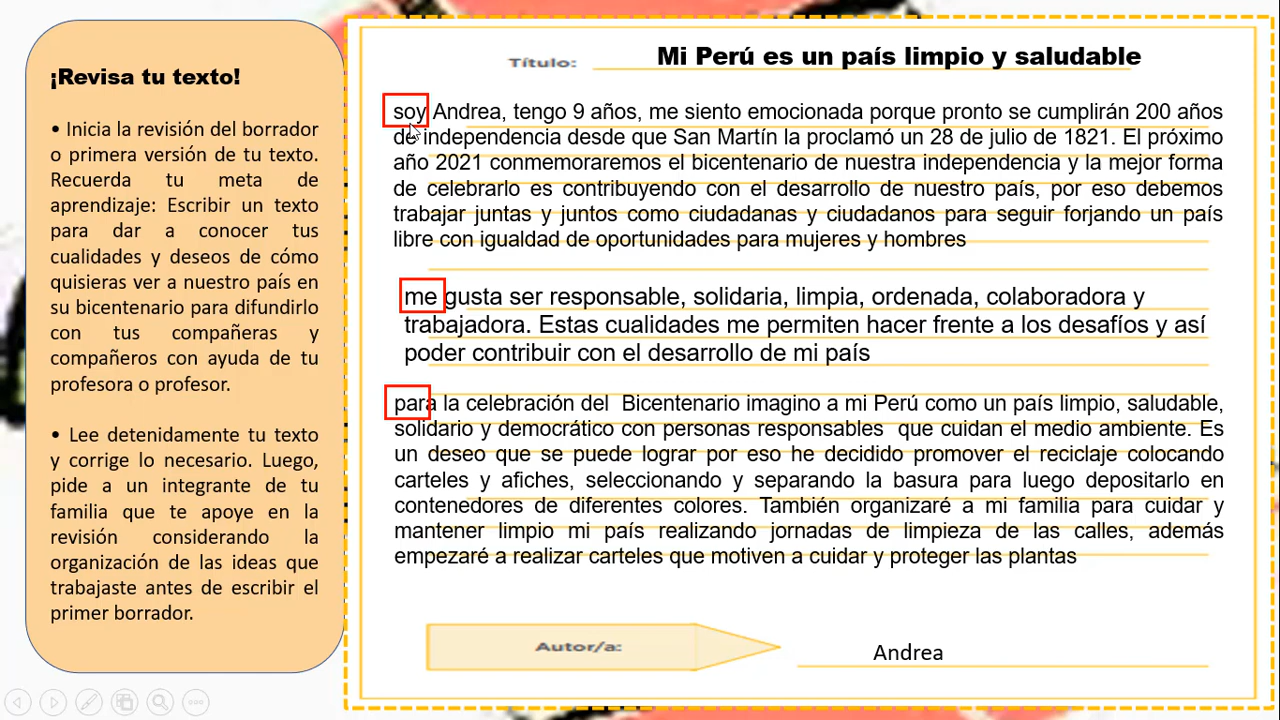 ¡Revisa tu texto!
• Inicia la revisión del borrador
o primera versión de tu texto.
Recuerda tu meta de
aprendizaje: Escribir un texto
para dar a conocer tus
cualidades y deseos de cómo
quisieras ver a nuestro país en
su bicentenario para difundirlo
con tus compañeras y
compañeros con ayuda de tu
profesora o profesor.
• Lee detenidamente tu texto
y corrige lo necesario. Luego,
pide a un integrante de tu
familia que te apoye en la
revisión considerando la
organización de las ideas que
trabajaste antes de escribir el
primer borrador.
Título: Mi Perú es un país limpio y saludable
soy Andrea, tengo 9 años, me siento emocionada porque pronto se cumplirán 200 años
de independencia desde que San Martín la proclamó un 28 de julio de 1821. El próximo
año 2021 conmemoraremos el bicentenario de nuestra independencia y la mejor forma
de celebrarlo es contribuyendo con el desarrollo de nuestro país, por eso debemos
trabajar juntas y juntos como ciudadanas y ciudadanos para seguir forjando un país
libre con igualdad de oportunidades para mujeres y hombres
me gusta ser responsable, solidaria, limpia, ordenada, colaboradora y
trabajadora. Estas cualidades me permiten hacer frente a los desafíos y así
poder contribuir con el desarrollo de mi país
para la celebración del Bicentenario imagino a mi Perú como un país limpio, saludable,
solidario y democrático con personas responsables que cuidan el medio ambiente. Es
un deseo que se puede lograr por eso he decidido promover el reciclaje colocando
carteles y afiches, seleccionando y separando la basura para luego depositarlo en
contenedores de diferentes colores. También organizaré a mi familia para cuidar y
mantener limpio mi país realizando jornadas de limpieza de las calles, además
empezaré a realizar carteles que motiven a cuidar y proteger las plantas
Autor/a: Andrea